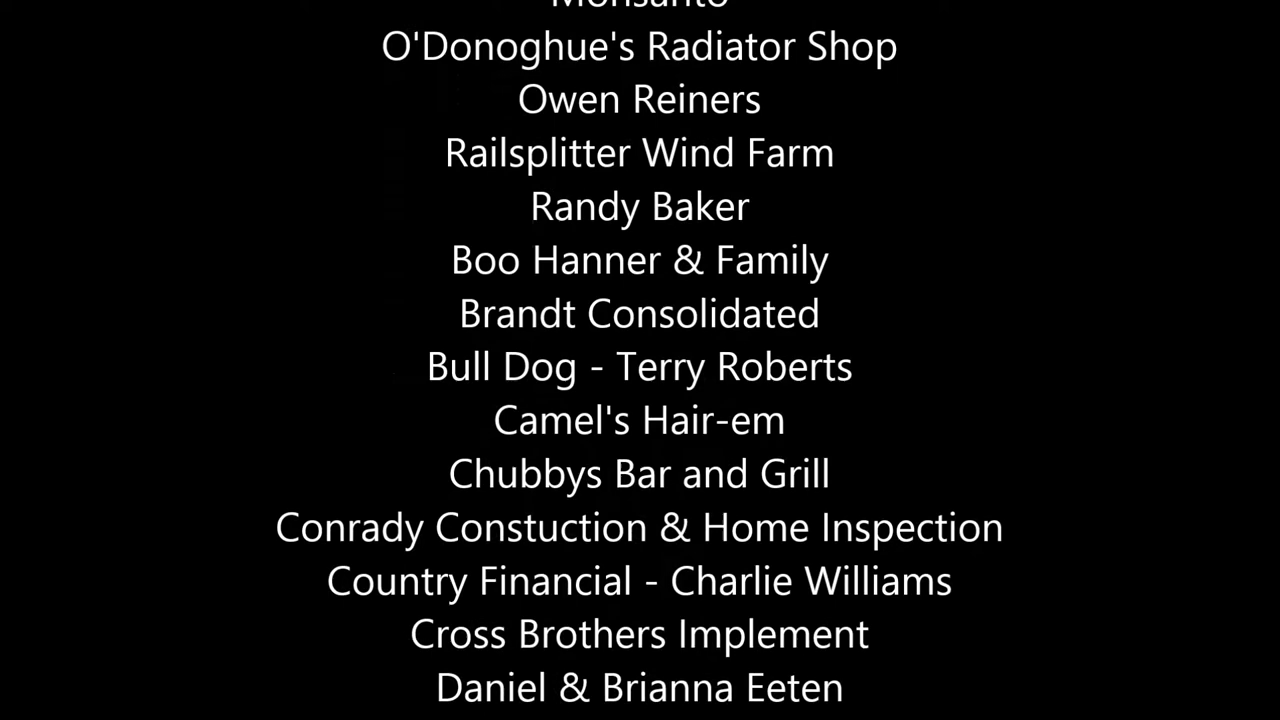 Monsanto
O'Donoghue's Radiator Shop
Owen Reiners
Railsplitter Wind Farm
Randy Baker
Boo Hanner & Family
Brandt Consolidated
Bull Dog - Terry Roberts
Camel's Hair-em
Chubbys Bar and Grill
Conrady Constuction & Home Inspection
Country Financial - Charlie Williams
Cross Brothers Implement
Daniel & Brianna Eeten